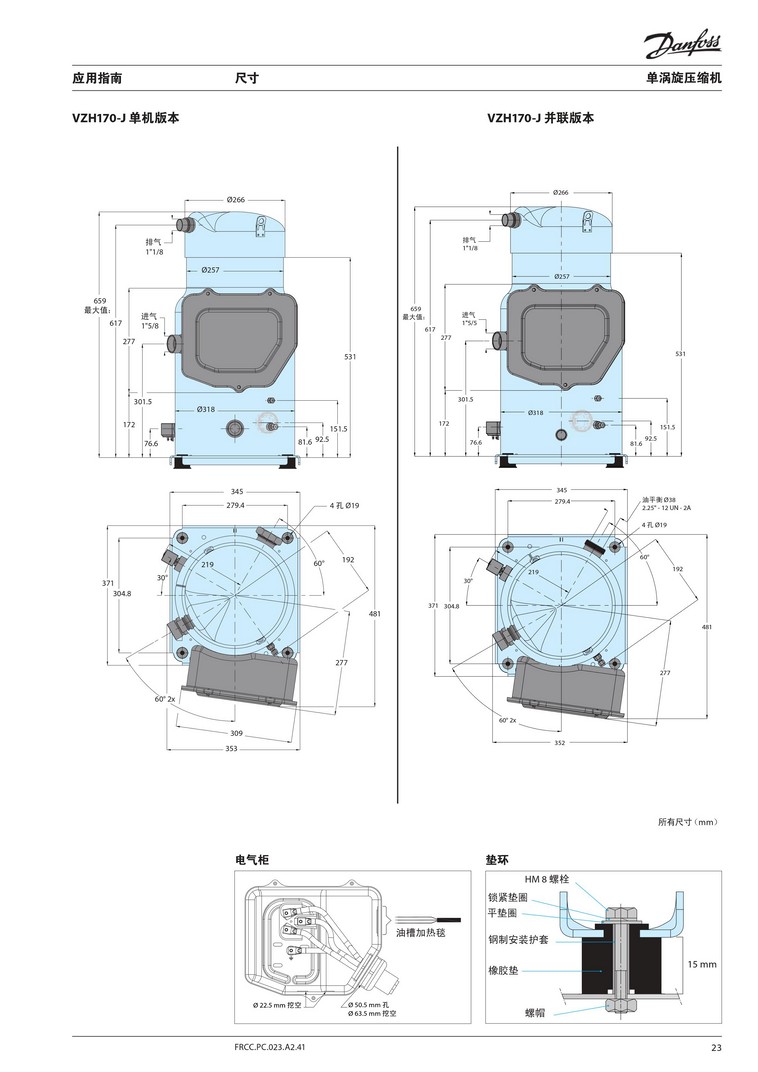 Danfoss
应用指南
尺寸
单涡旋压缩机
VZH170-J 单机版本
VZH170-J 并联版本
Ø266
排气
1"1/8
Ø257
659
最大值:
617
进气
1"5/8
277
531
301.5
Ø318
172
76.6
81.6
92.5
151.5
345
279.4
4 孔 Ø19
60°
192
219
30°
371
304.8
481
277
60° 2x
309
353
Ø266
排气
1"1/8
Ø257
659
最大值:
617
进气
1"5/5
277
531
301.5
Ø318
172
76.6
81.6
92.5
151.5
345
279.4
油平衡 Ø38
2.25" - 12 UN - 2A
4 孔 Ø19
60°
192
219
30°
371
304.8
481
277
60° 2x
352
所有尺寸（mm）
电气柜
油槽加热毯
Ø 22.5 mm 挖空
Ø 50.5 mm 孔
Ø 63.5 mm 挖空
垫环
HM 8 螺栓
锁紧垫圈
平垫圈
钢制安装护套
橡胶垫
15 mm
螺帽
FRCC.PC.023.A2.41
23